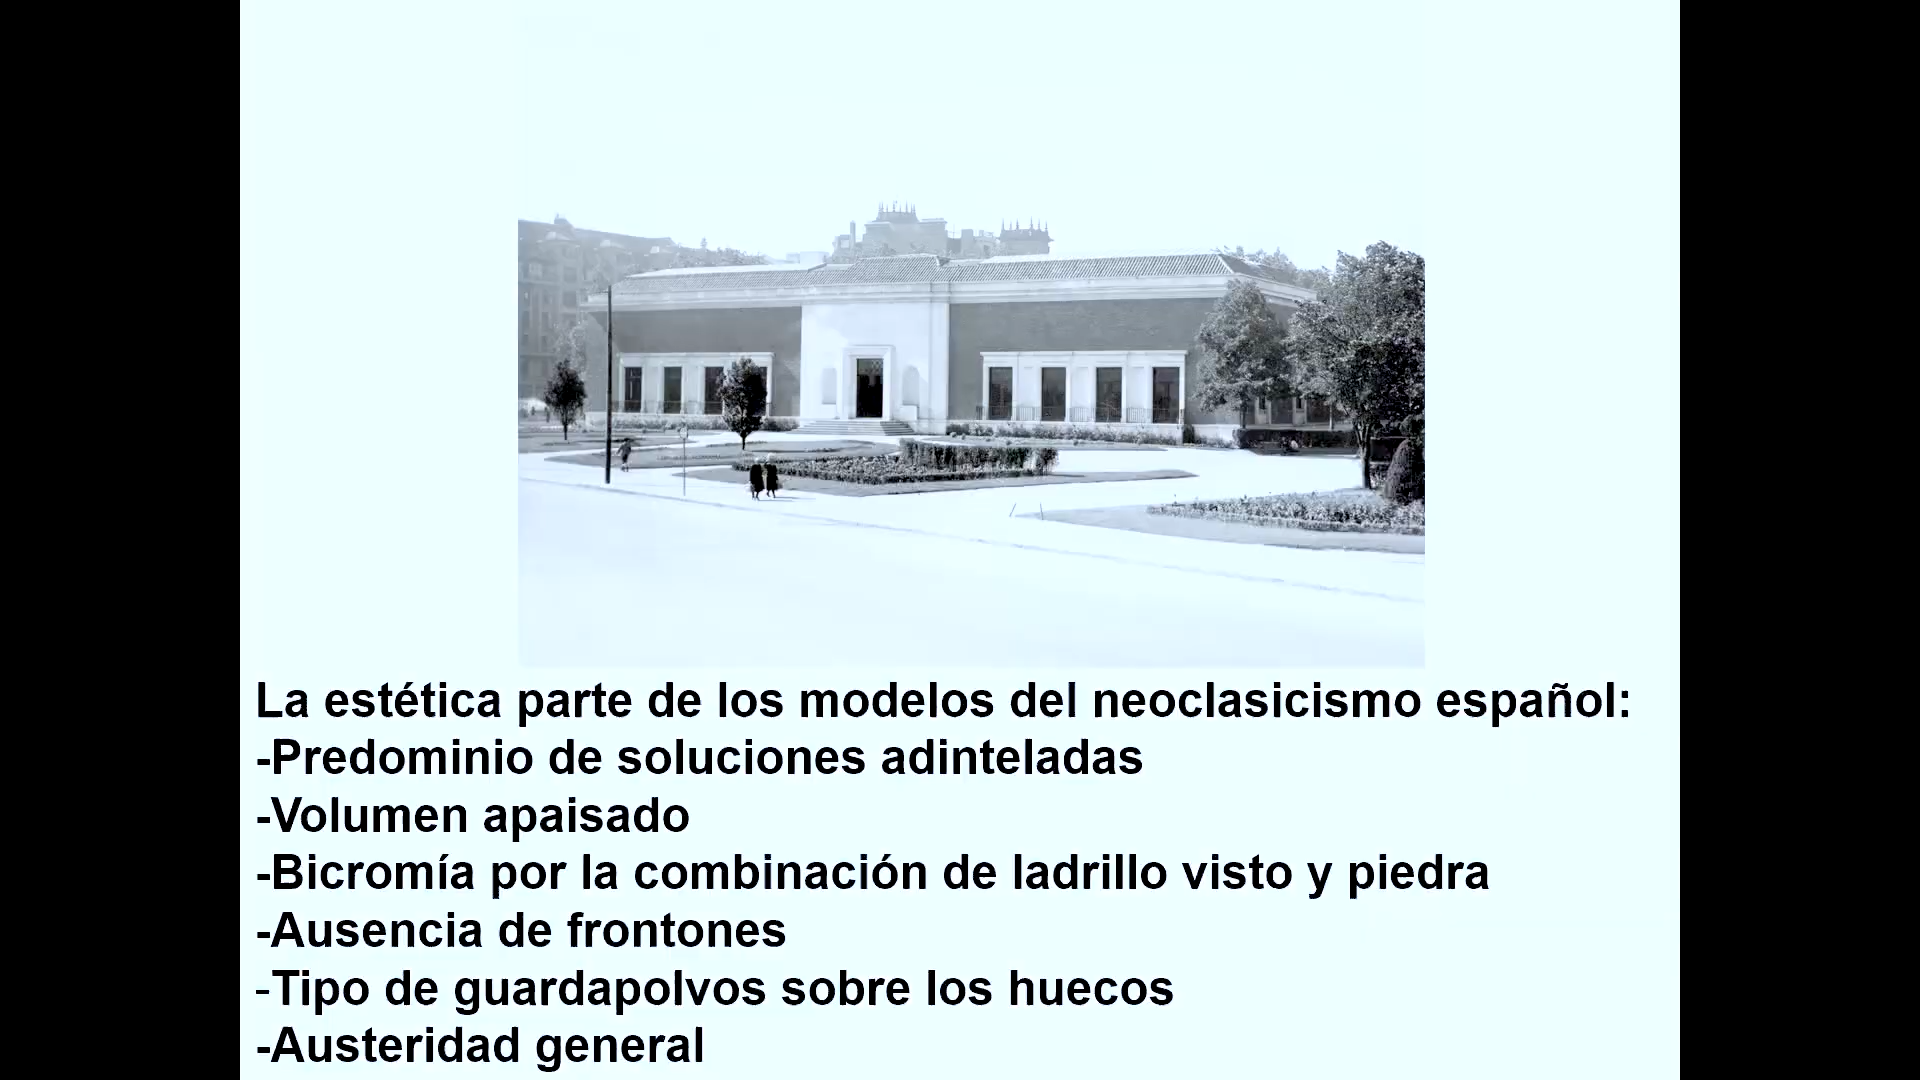 La estética parte de los modelos del neoclasicismo español:
-Predominio de soluciones adinteladas
-Volumen apaisado
-Bicromía por la combinación de ladrillo visto y piedra
-Ausencia de frontones
-Tipo de guardapolvos sobre los huecos
-Austeridad general